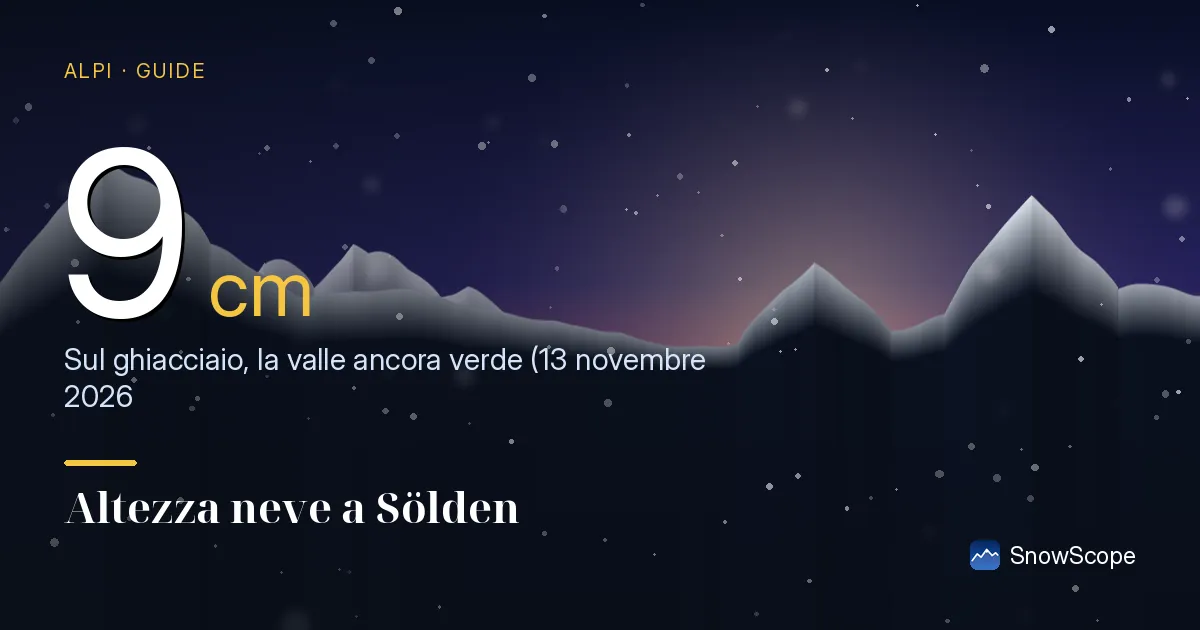 ALPI · GUIDE
9 cm
Sul ghiacciaio, la valle ancora verde (13 novembre
2026
Altezza neve a Sölden
SnowScope